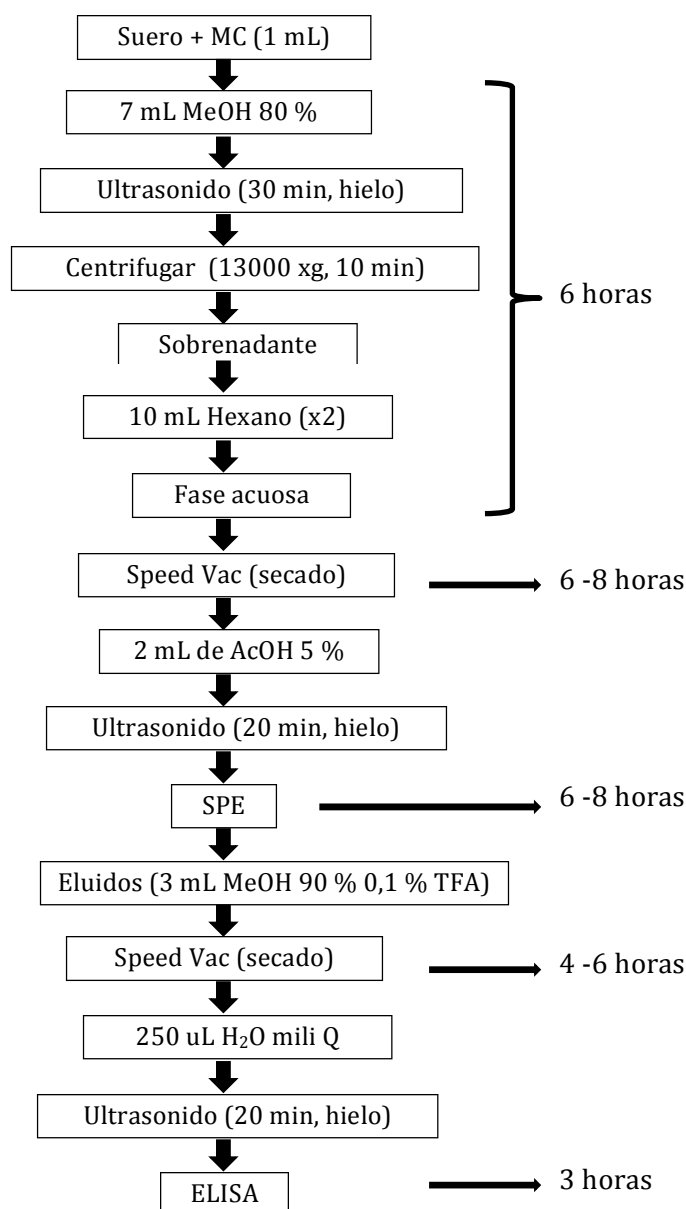 Suero + MC (1 mL)
7 mL MeOH 80 %
Ultrasonido (30 min, hielo)
Centrifugar (13000 xg, 10 min)
6 horas
Sobrenadante
10 mL Hexano (x2)
Fase acuosa
Speed Vac (secado)
6 -8 horas
2 mL de AcOH 5 %
Ultrasonido (20 min, hielo)
SPE
6 -8 horas
Eluidos (3 mL MeOH 90 % 0,1 % TFA)
Speed Vac (secado)
4 -6 horas
250 uL H₂O mili Q
Ultrasonido (20 min, hielo)
ELISA
3 horas